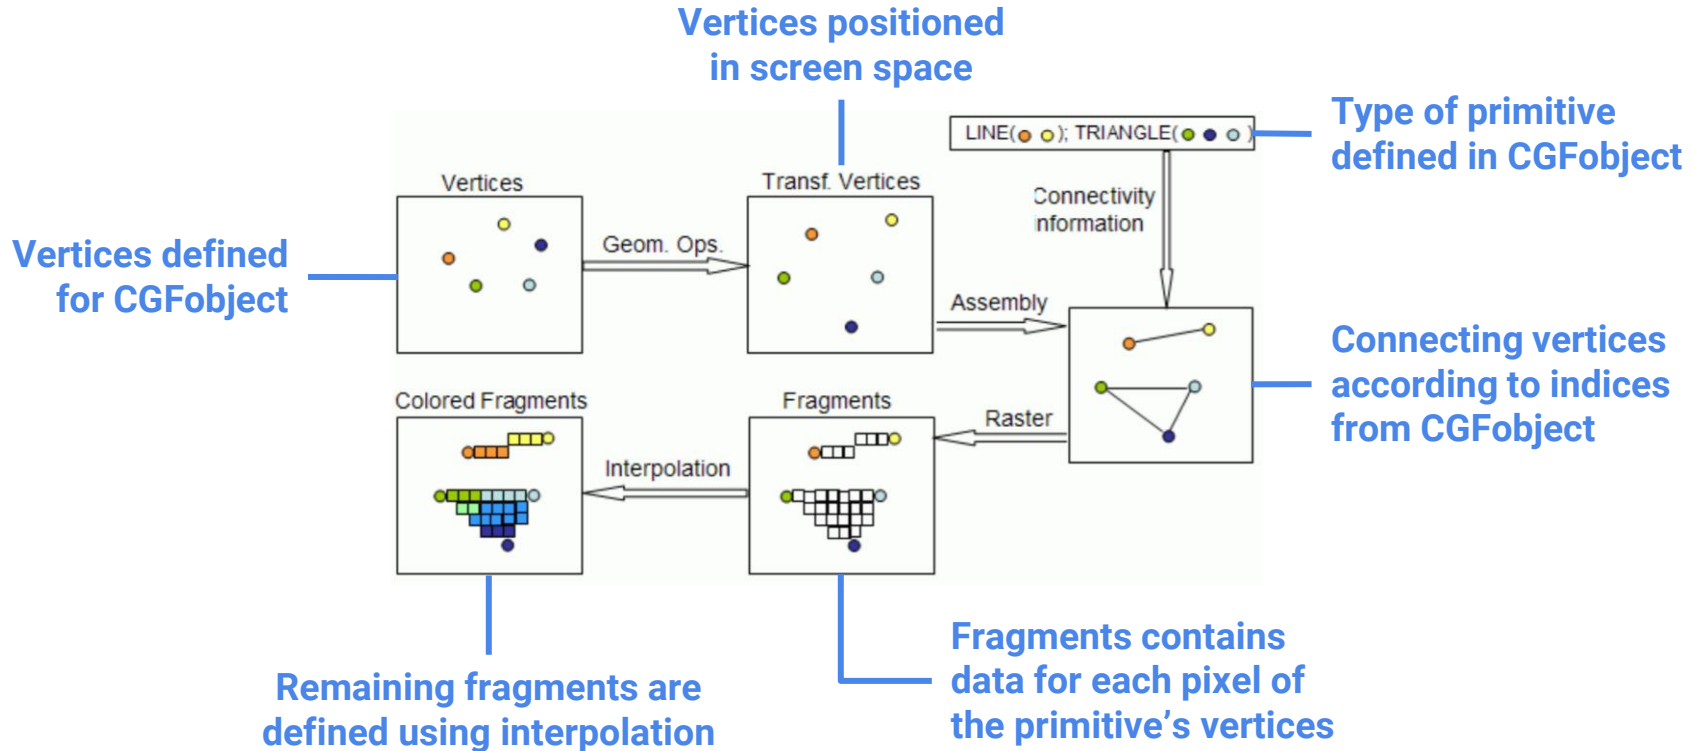 Vertices positioned
in screen space
Type of primitive
defined in CGFobject
LINE( ); TRIANGLE( )
Vertices
Transf. Vertices
Connectivity
information
Vertices defined
for CGFobject
Geom. Ops.
Assembly
Connecting vertices
according to indices
from CGFobject
Colored Fragments
Fragments
Raster
Interpolation
Fragments contains
data for each pixel of
the primitive’s vertices
Remaining fragments are
defined using interpolation